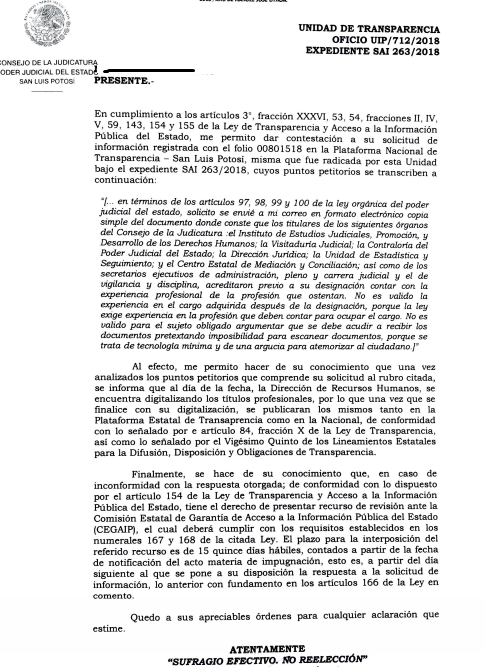 UNIDAD DE TRANSPARENCIA
OFICIO UIP/712/2018
EXPEDIENTE SAI 263/2018
CONSEJO DE LA JUDICATURA
PODER JUDICIAL DEL ESTADO
SAN LUIS POTOSÍ
PRESENTE.-
En cumplimiento a los artículos 3°, fracción XXXVI, 53, 54, fracciones II, IV,
V, 59, 143, 154 y 155 de la Ley de Transparencia y Acceso a la Información
Pública del Estado, me permito dar contestación a su solicitud de
información registrada con el folio 00801518 en la Plataforma Nacional de
Transparencia – San Luis Potosí, misma que fue radicada por esta Unidad
bajo el expediente SAI 263/2018, cuyos puntos petitorios se transcriben a
continuación:
"[... en términos de los artículos 97, 98, 99 y 100 de la ley orgánica del poder
judicial del estado, solicito se envié a mi correo en formato electrónico copia
simple del documento donde conste que los titulares de los siguientes órganos
del Consejo de la Judicatura :el Instituto de Estudios Judiciales, Promoción, y
Desarrollo de los Derechos Humanos; la Visitaduría Judicial; la Contraloría del
Poder Judicial del Estado; la Dirección Jurídica; la Unidad de Estadística y
Seguimiento; y el Centro Estatal de Mediación y Conciliación; así como de los
secretarios ejecutivos de administración, pleno y carrera judicial y el de
vigilancia y disciplina, acreditaron previo a su designación contar con la
experiencia profesional de la profesión que ostentan. No es valido la
experiencia en el cargo adquirida después de la designación, porque la ley
exige experiencia en la profesión que deben contar para ocupar el cargo. No es
valido para el sujeto obligado argumentar que se debe acudir a recibir los
documentos pretextando imposibilidad para escanear documentos, porque se
trata de tecnología mínima y de una argucia para atemorizar al ciudadano.]"
Al efecto, me permito hacer de su conocimiento que una vez
analizados los puntos petitorios que comprende su solicitud al rubro citada,
se informa que al día de la fecha, la Dirección de Recursos Humanos, se
encuentra digitalizando los títulos profesionales, por lo que una vez que se
finalice con su digitalización, se publicaran los mismos tanto en la
Plataforma Estatal de Transaprencia como en la Nacional, de conformidad
con lo señalado por e artículo 84, fracción X de la Ley de Transparencia,
así como lo señalado por el Vigésimo Quinto de los Lineamientos Estatales
para la Difusión, Disposición y Obligaciones de Transparencia.
Finalmente, se hace de su conocimiento que, en caso de
inconformidad con la respuesta otorgada; de conformidad con lo dispuesto
por el artículo 154 de la Ley de Transparencia y Acceso a la Información
Pública del Estado, tiene el derecho de presentar recurso de revisión ante la
Comisión Estatal de Garantía de Acceso a la Información Pública del Estado
(CEGAIP), el cual deberá cumplir con los requisitos establecidos en los
numerales 167 y 168 de la citada Ley. El plazo para la interposición del
referido recurso es de 15 quince días hábiles, contados a partir de la fecha
de notificación del acto materia de impugnación, esto es, a partir del día
siguiente al que se pone a su disposición la respuesta a la solicitud de
información, lo anterior con fundamento en los artículos 166 de la Ley en
comento.
Quedo a sus apreciables órdenes para cualquier aclaración que
estime.
ATENTAMENTE
"SUFRAGIO EFECTIVO. NO REELECCIÓN"